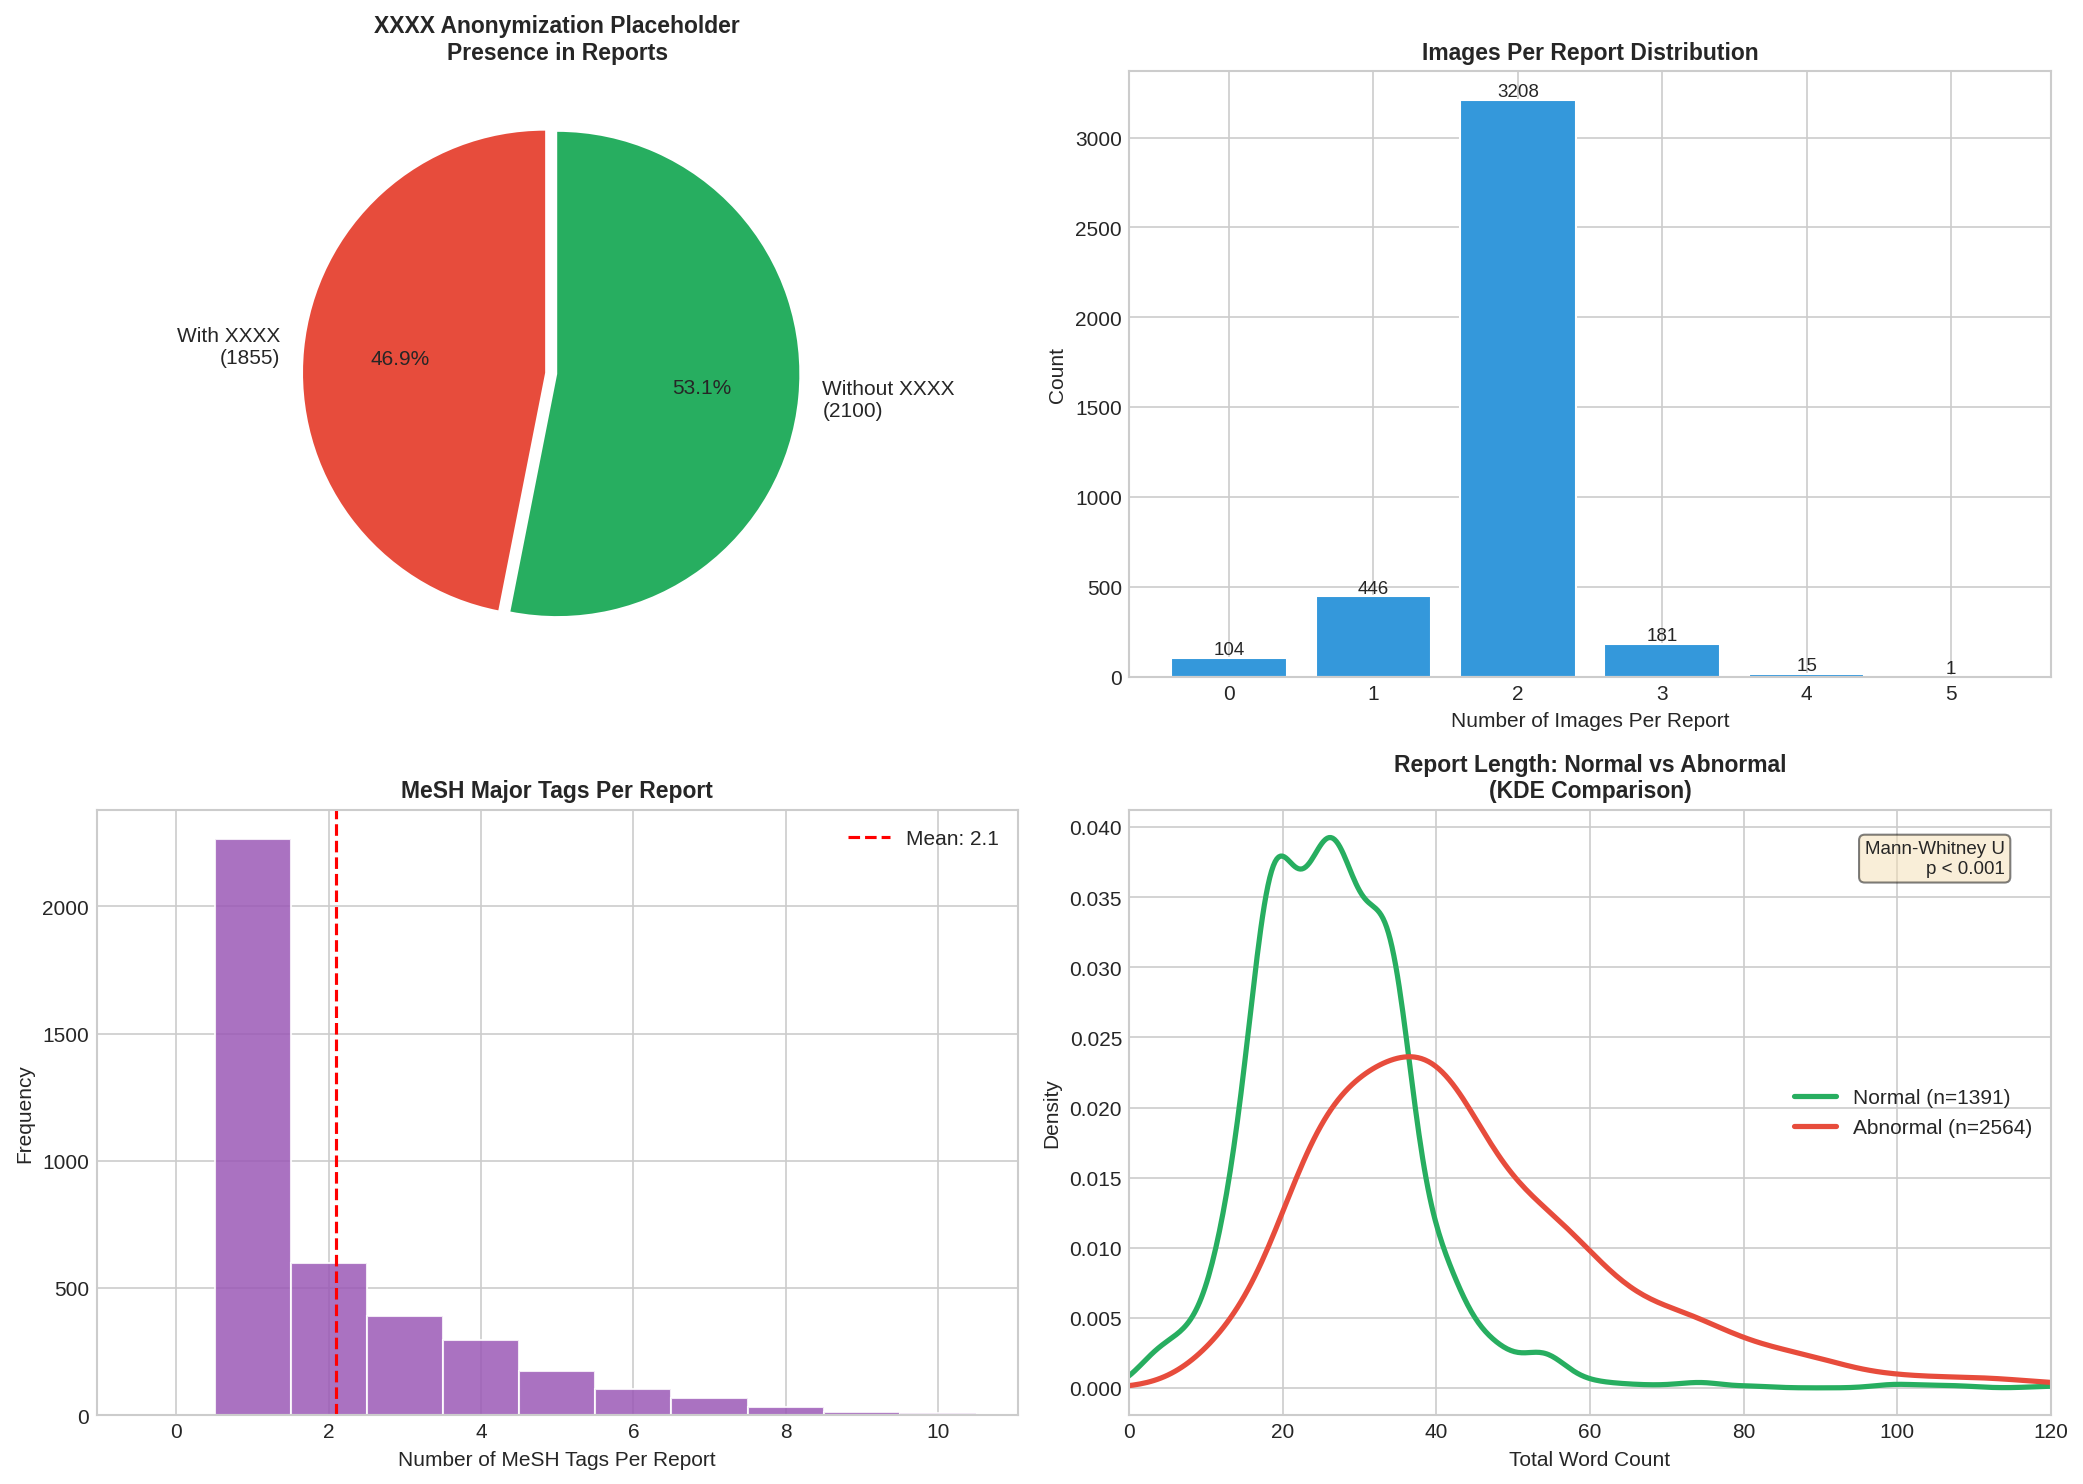 XXXX Anonymization Placeholder
Presence in Reports
With XXXX
(1855)
46.9%
53.1%
Without XXXX
(2100)
Images Per Report Distribution
Count
3000
2500
2000
1500
1000
500
0
104
446
3208
181
15
1
0 1 2 3 4 5
Number of Images Per Report
MeSH Major Tags Per Report
Mean: 2.1
Frequency
2000
1500
1000
500
0
0 2 4 6 8 10
Number of MeSH Tags Per Report
Report Length: Normal vs Abnormal
(KDE Comparison)
Mann-Whitney U
p < 0.001
Normal (n=1391)
Abnormal (n=2564)
Density
0.040
0.035
0.030
0.025
0.020
0.015
0.010
0.005
0.000
0 20 40 60 80 100 120
Total Word Count